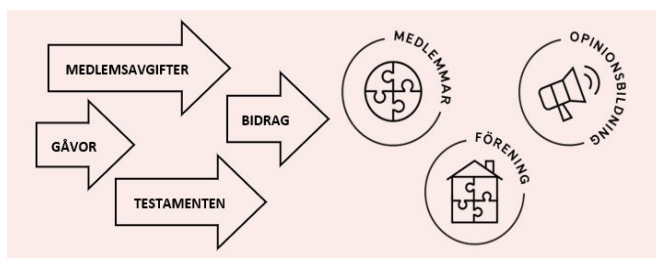 MEDLEMSAVGIFTER
GÅVOR
BIDRAG
TESTAMENTEN
MEDLEMMAR
OPINIONSBILDNING
FÖRENING